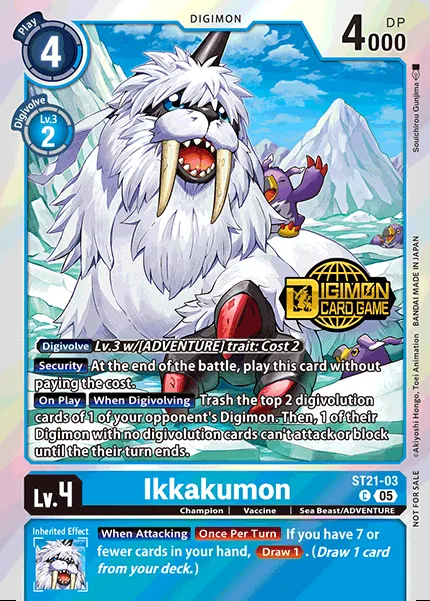 DIGIMON
Play
4
4000
DP
Digivolve
Lv.3
2
Souichirou Gunjima
DIGIMON
CARD GAME
Digivolve Lv.3 w/[ADVENTURE] trait: Cost 2
Security At the end of the battle, play this card without
paying the cost.
On Play When Digivolving Trash the top 2 digivolution
cards of 1 of your opponent's Digimon. Then, 1 of their
Digimon with no digivolution cards can't attack or block
until the their turn ends.
©Akiyoshi Hongo, Toei Animation BANDAI MADE IN JAPAN
NOT FOR SALE
Lv.4
Ikkakumon
ST21-03
C 05
Champion | Vaccine | Sea Beast/ADVENTURE
Inherited Effect
When Attacking Once Per Turn If you have 7 or
fewer cards in your hand, Draw 1. (Draw 1 card
from your deck.)